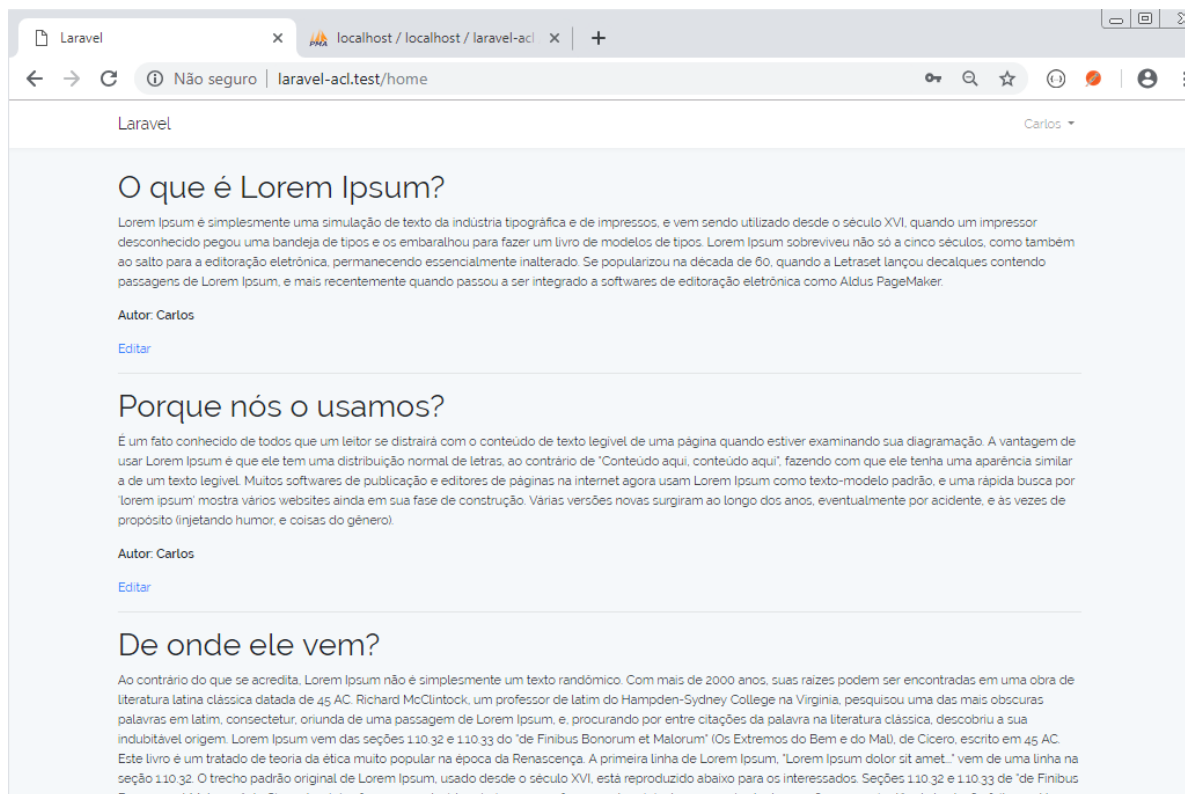 Laravel
localhost / localhost / laravel-acl
Não seguro | laravel-acl.test/home
Laravel
Carlos
O que é Lorem Ipsum?
Lorem Ipsum é simplesmente uma simulação de texto da indústria tipográfica e de impressos, e vem sendo utilizado desde o século XVI, quando um impressor
desconhecido pegou uma bandeja de tipos e os embaralhou para fazer um livro de modelos de tipos. Lorem Ipsum sobreviveu não só a cinco séculos, como também
ao salto para a editoração eletrônica, permanecendo essencialmente inalterado. Se popularizou na década de 60, quando a Letraset lançou decalques contendo
passagens de Lorem Ipsum, e mais recentemente quando passou a ser integrado a softwares de editoração eletrônica como Aldus PageMaker.
Autor: Carlos
Editar
Porque nós o usamos?
É um fato conhecido de todos que um leitor se distrairá com o conteúdo de texto legível de uma página quando estiver examinando sua diagramação. A vantagem de
usar Lorem Ipsum é que ele tem uma distribuição normal de letras, ao contrário de "Conteúdo aqui, conteúdo aqui", fazendo com que ele tenha uma aparência similar
a de um texto legível. Muitos softwares de publicação e editores de páginas na internet agora usam Lorem Ipsum como texto-modelo padrão, e uma rápida busca por
'lorem ipsum' mostra vários websites ainda em sua fase de construção. Várias versões novas surgiram ao longo dos anos, eventualmente por acidente, e às vezes de
propósito (injetando humor, e coisas do gênero).
Autor: Carlos
Editar
De onde ele vem?
Ao contrário do que se acredita, Lorem Ipsum não é simplesmente um texto randômico. Com mais de 2000 anos, suas raízes podem ser encontradas em uma obra de
literatura latina clássica datada de 45 AC. Richard McClintock, um professor de latim do Hampden-Sydney College na Virginia, pesquisou uma das mais obscuras
palavras em latim, consectetur, oriunda de uma passagem de Lorem Ipsum, e, procurando por entre citações da palavra na literatura clássica, descobriu a sua
indubitável origem. Lorem Ipsum vem das seções 1.10.32 e 1.10.33 do "de Finibus Bonorum et Malorum" (Os Extremos do Bem e do Mal), de Cícero, escrito em 45 AC.
Este livro é um tratado de teoria da ética muito popular na época da Renascença. A primeira linha de Lorem Ipsum, "Lorem Ipsum dolor sit amet..." vem de uma linha na
seção 1.10.32. O trecho padrão original de Lorem Ipsum, usado desde o século XVI, está reproduzido abaixo para os interessados. Seções 1.10.32 e 1.10.33 de "de Finibus